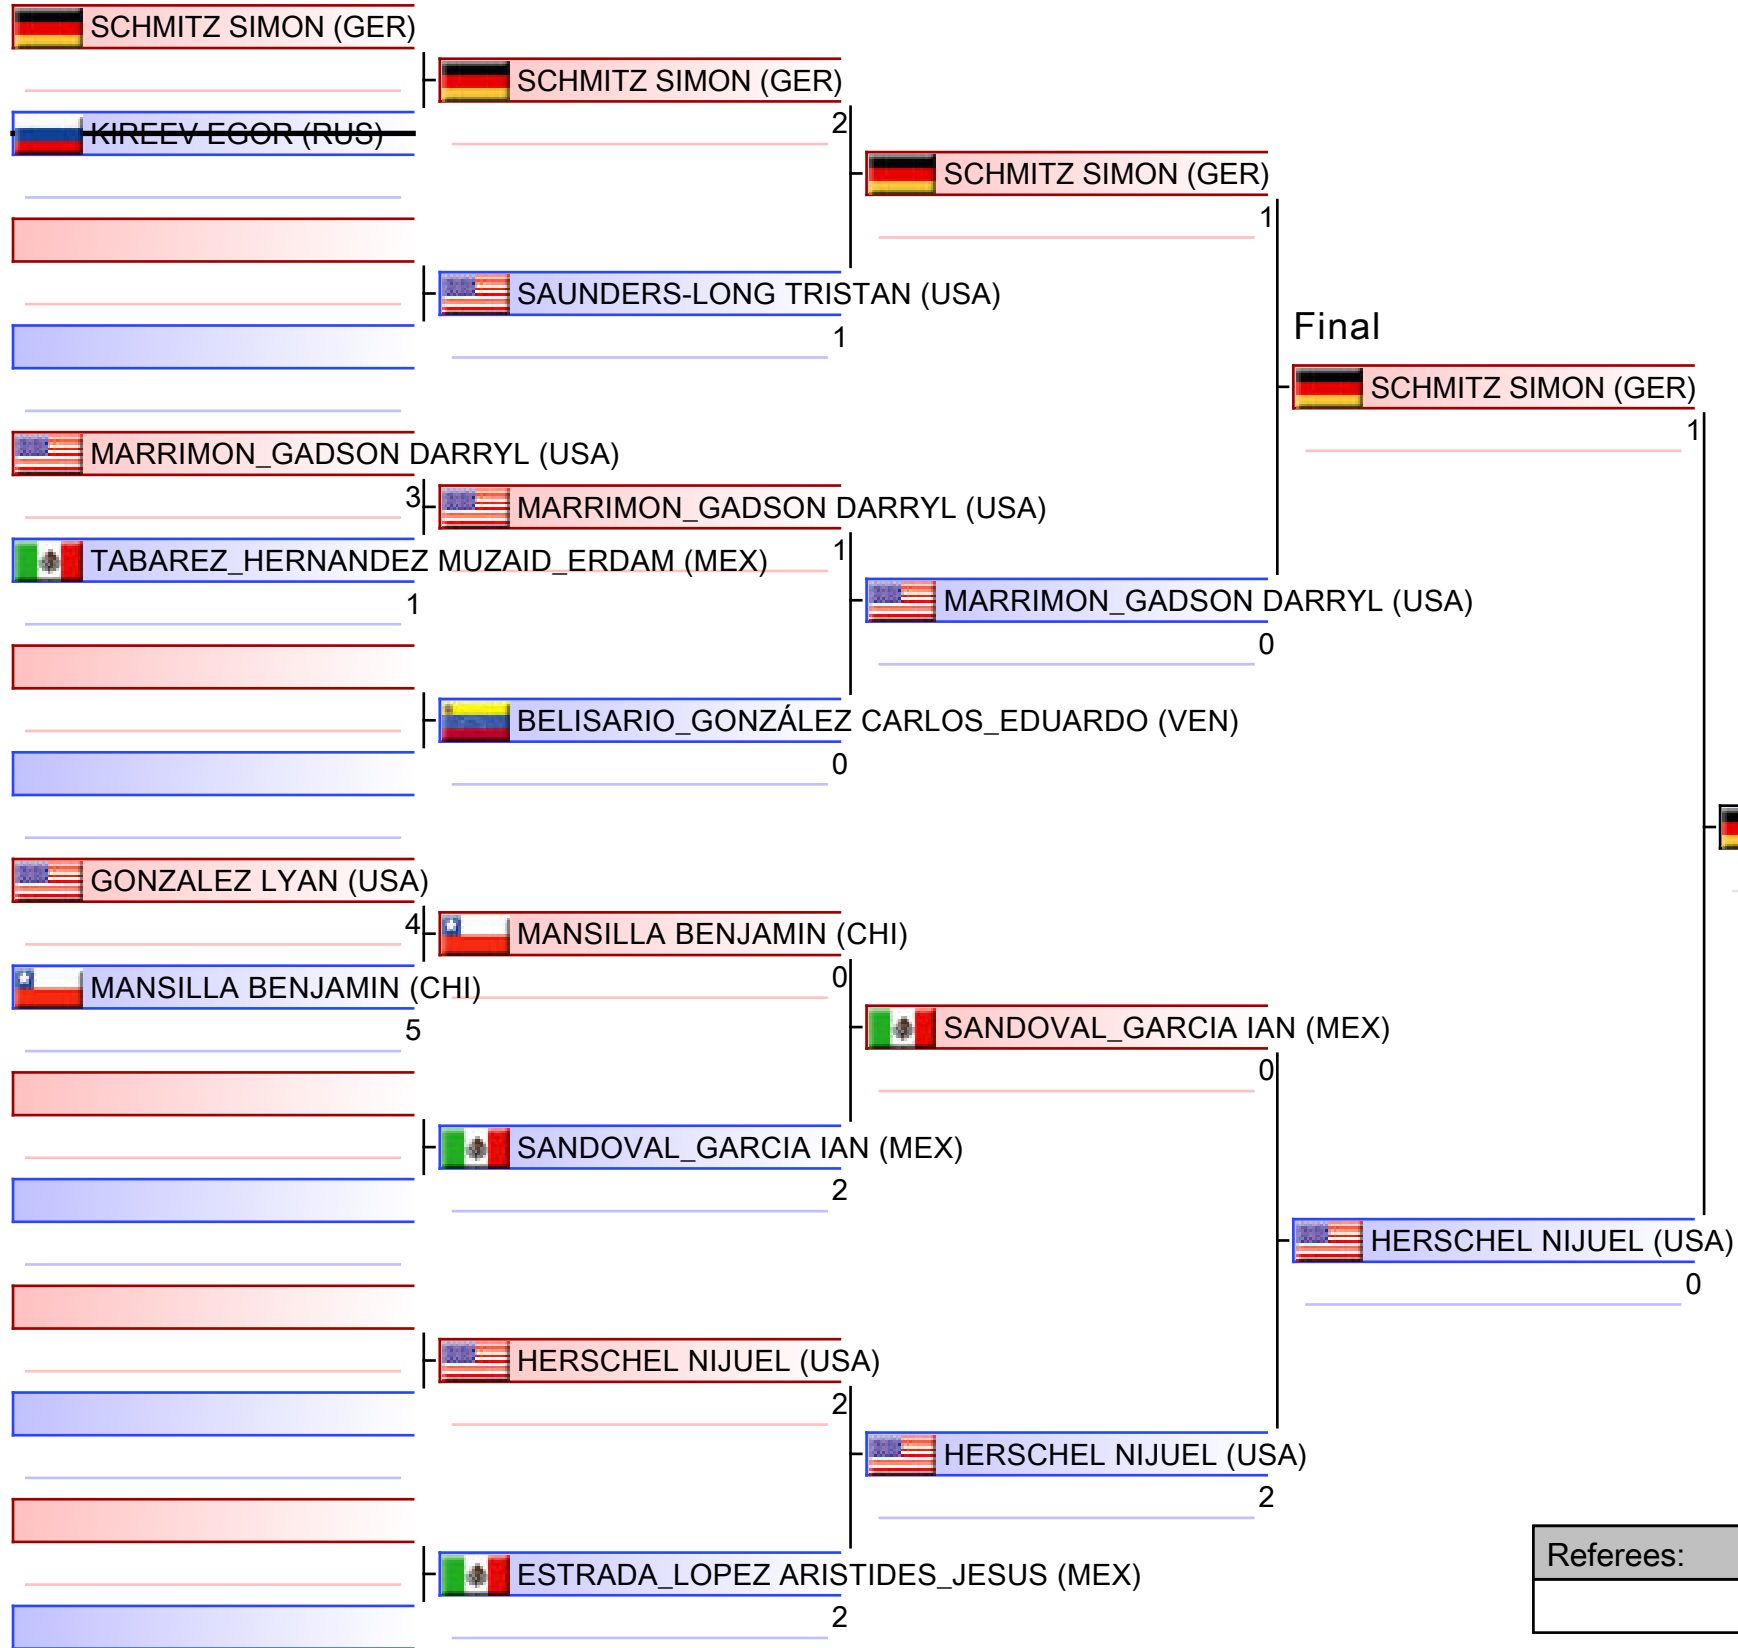 SCHMITZ SIMON (GER)
SCHMITZ SIMON (GER)
2
KIREEV EGOR (RUS)
SCHMITZ SIMON (GER)
1
SAUNDERS-LONG TRISTAN (USA)
1
Final
SCHMITZ SIMON (GER)
1
MARRIMON_GADSON DARRYL (USA)
3
MARRIMON_GADSON DARRYL (USA)
1
TABAREZ_HERNANDEZ MUZAID_ERDAM (MEX)
1
MARRIMON_GADSON DARRYL (USA)
0
BELISARIO_GONZÁLEZ CARLOS_EDUARDO (VEN)
0
GONZALEZ LYAN (USA)
4
MANSILLA BENJAMIN (CHI)
0
MANSILLA BENJAMIN (CHI)
5
SANDOVAL_GARCIA IAN (MEX)
0
SANDOVAL_GARCIA IAN (MEX)
2
HERSCHEL NIJUEL (USA)
0
HERSCHEL NIJUEL (USA)
2
HERSCHEL NIJUEL (USA)
2
ESTRADA_LOPEZ ARISTIDES_JESUS (MEX)
2
Referees: